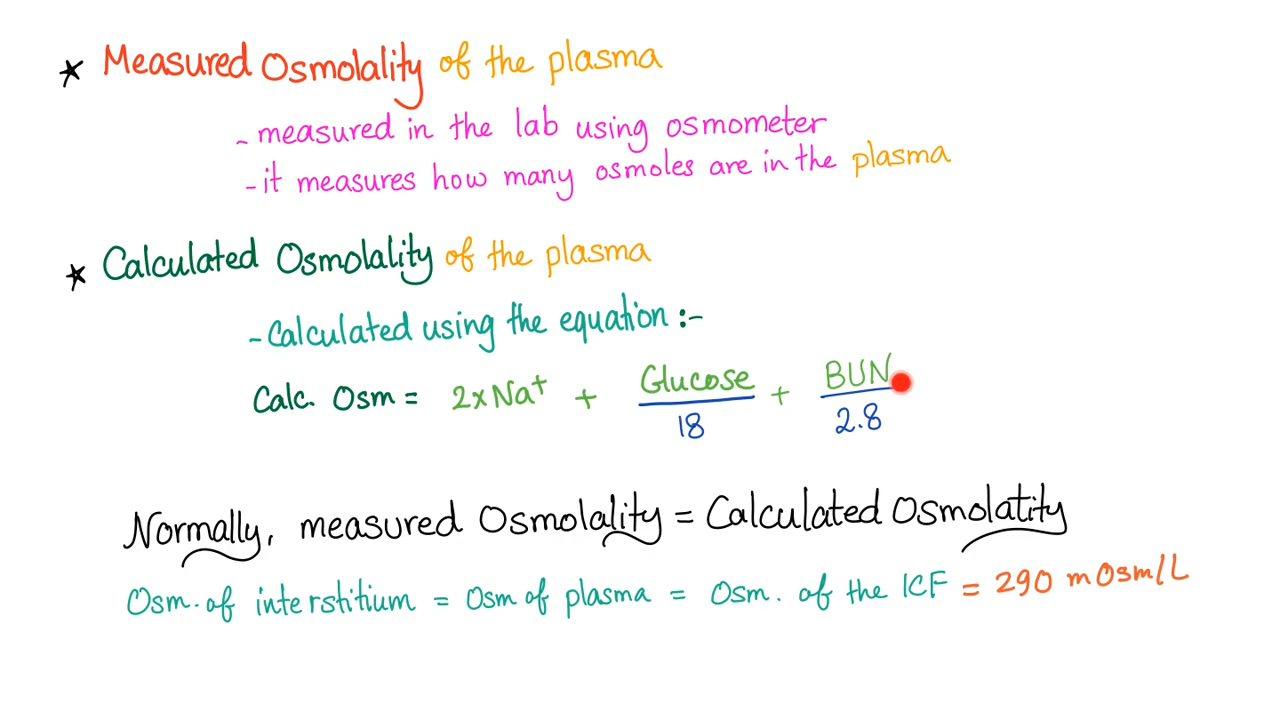 * Measured Osmolality of the plasma
- measured in the lab using osmometer
- it measures how many osmoles are in the plasma
* Calculated Osmolality of the plasma
- Calculated using the equation :-
Calc. Osm = 2xNa+ + Glucose/18 + BUN/2.8
Normally, measured Osmolality = Calculated Osmolatity
Osm. of interstitium = Osm of plasma = Osm. of the ICF = 290 mOsm/L